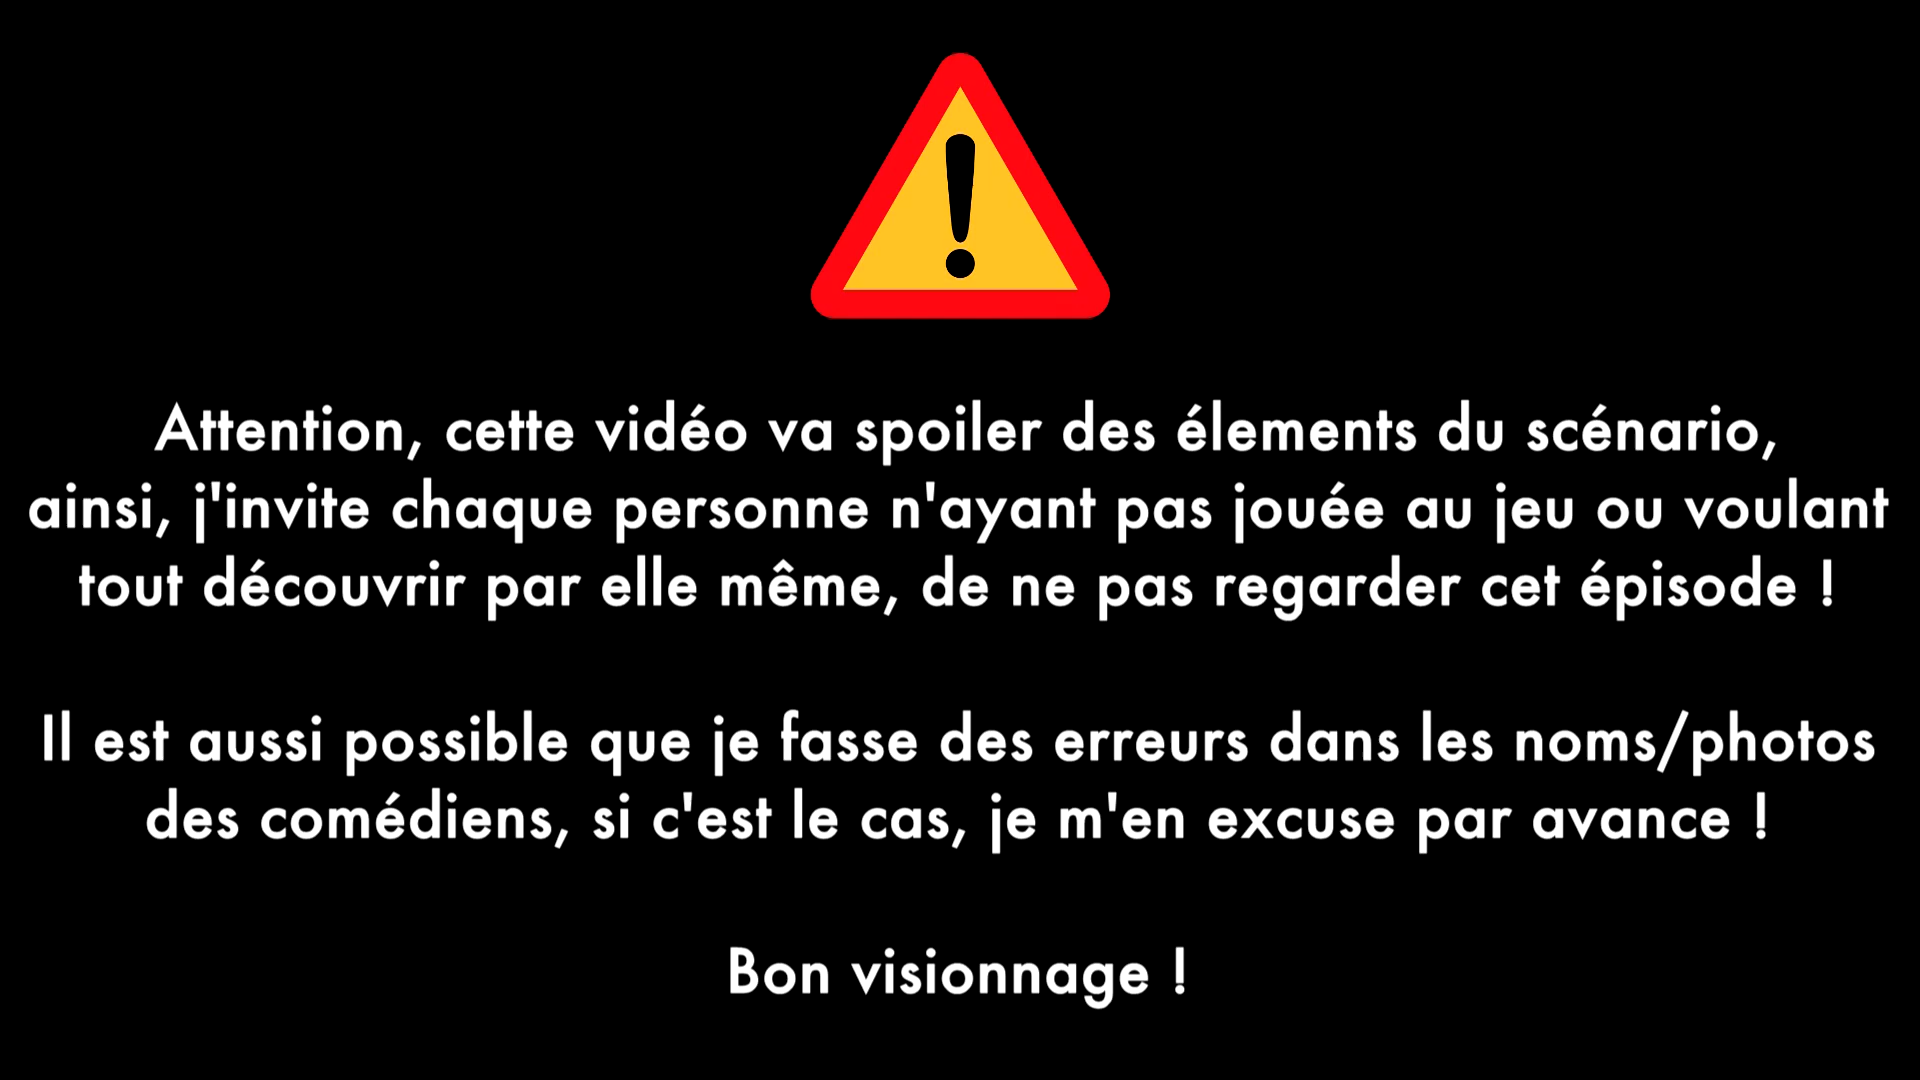 Attention, cette vidéo va spoiler des élements du scénario,
ainsi, j'invite chaque personne n'ayant pas jouée au jeu ou voulant
tout découvrir par elle même, de ne pas regarder cet épisode !
Il est aussi possible que je fasse des erreurs dans les noms/photos
des comédiens, si c'est le cas, je m'en excuse par avance !
Bon visionnage !